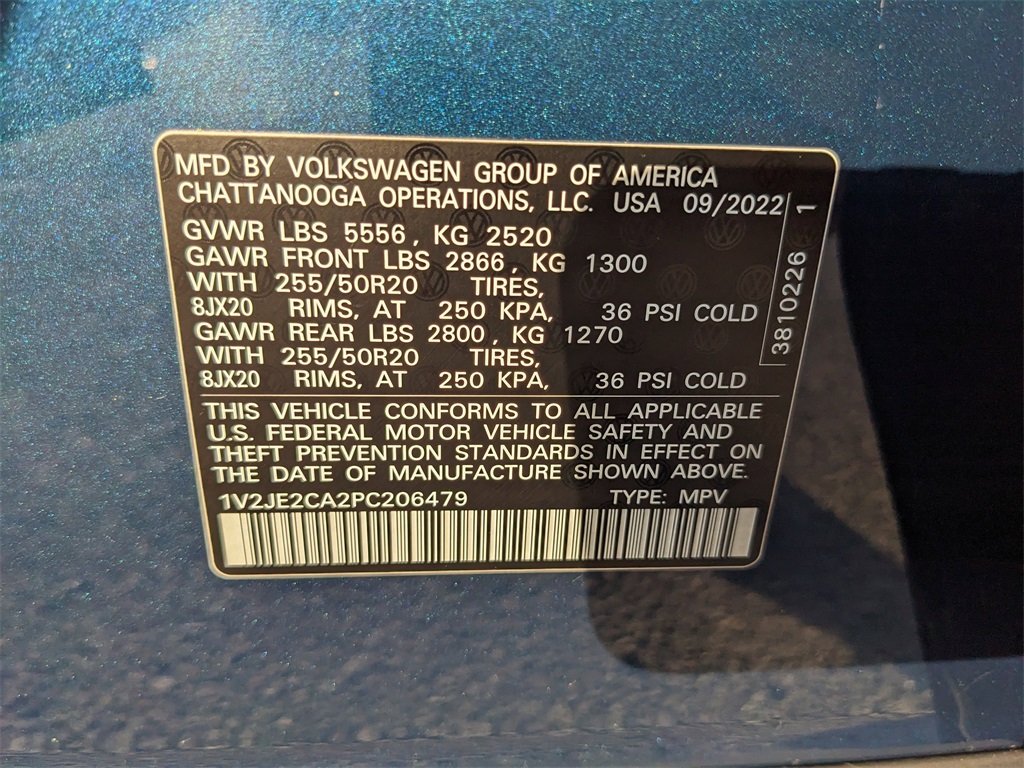 MFD BY VOLKSWAGEN GROUP OF AMERICA
CHATTANOOGA OPERATIONS, LLC. USA 09/2022
GVWR LBS 5556, KG 2520
GAWR FRONT LBS 2866, KG 1300
WITH 255/50R20 TIRES,
8JX20 RIMS, AT 250 KPA, 36 PSI COLD
GAWR REAR LBS 2800, KG 1270
WITH 255/50R20 TIRES,
8JX20 RIMS, AT 250 KPA, 36 PSI COLD
3810226 1
THIS VEHICLE CONFORMS TO ALL APPLICABLE
U.S. FEDERAL MOTOR VEHICLE SAFETY AND
THEFT PREVENTION STANDARDS IN EFFECT ON
THE DATE OF MANUFACTURE SHOWN ABOVE.
1V2JE2CA2PC206479 TYPE: MPV